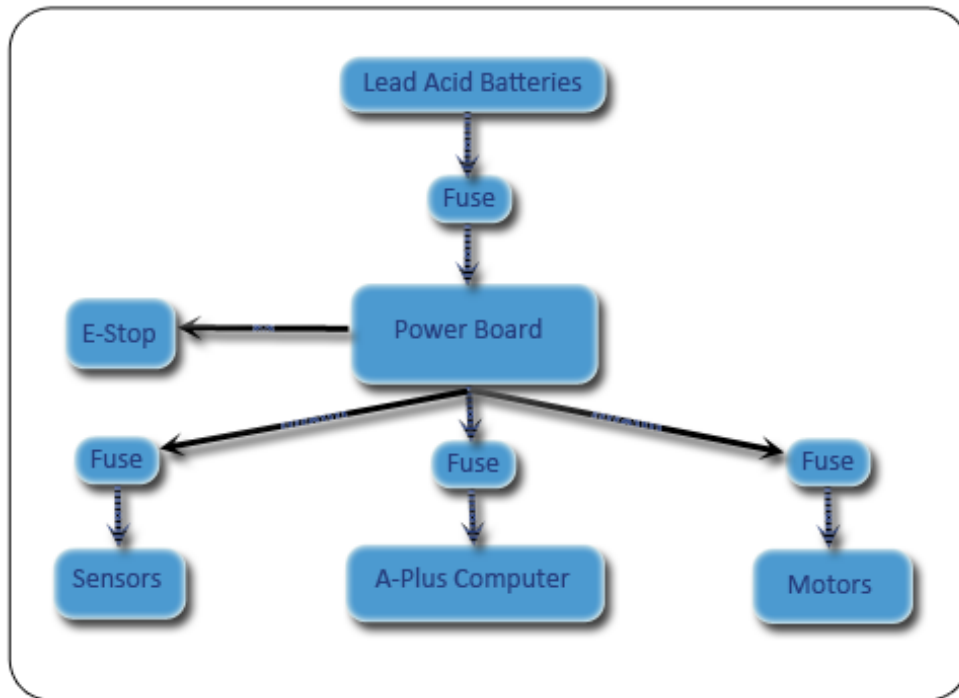 Lead Acid Batteries
Fuse
Power Board
E-Stop
Fuse
Fuse
Fuse
Sensors
A-Plus Computer
Motors